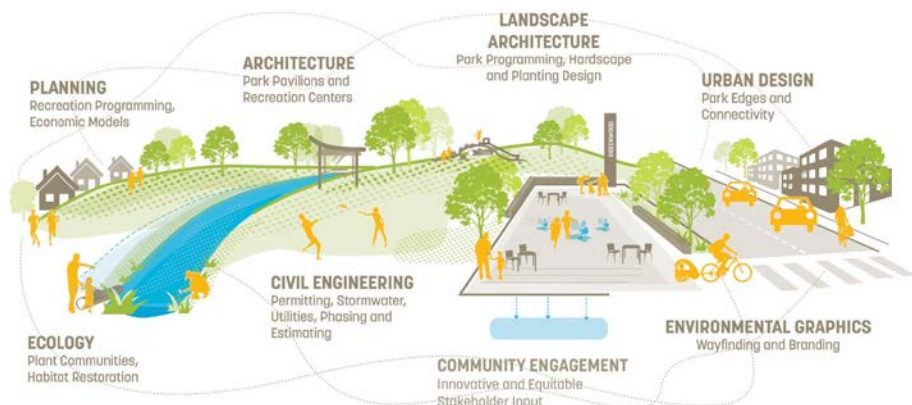 LANDSCAPE
ARCHITECTURE
Park Programming, Hardscape
and Planting Design
ARCHITECTURE
Park Pavilions and
Recreation Centers
PLANNING
Recreation Programming,
Economic Models
URBAN DESIGN
Park Edges and
Connectivity
GREENWOOD
CIVIL ENGINEERING
Permitting, Stormwater,
Utilities, Phasing and
Estimating
ECOLOGY
Plant Communities,
Habitat Restoration
COMMUNITY ENGAGEMENT
Innovative and Equitable
Stakeholder Input
ENVIRONMENTAL GRAPHICS
Wayfinding and Branding